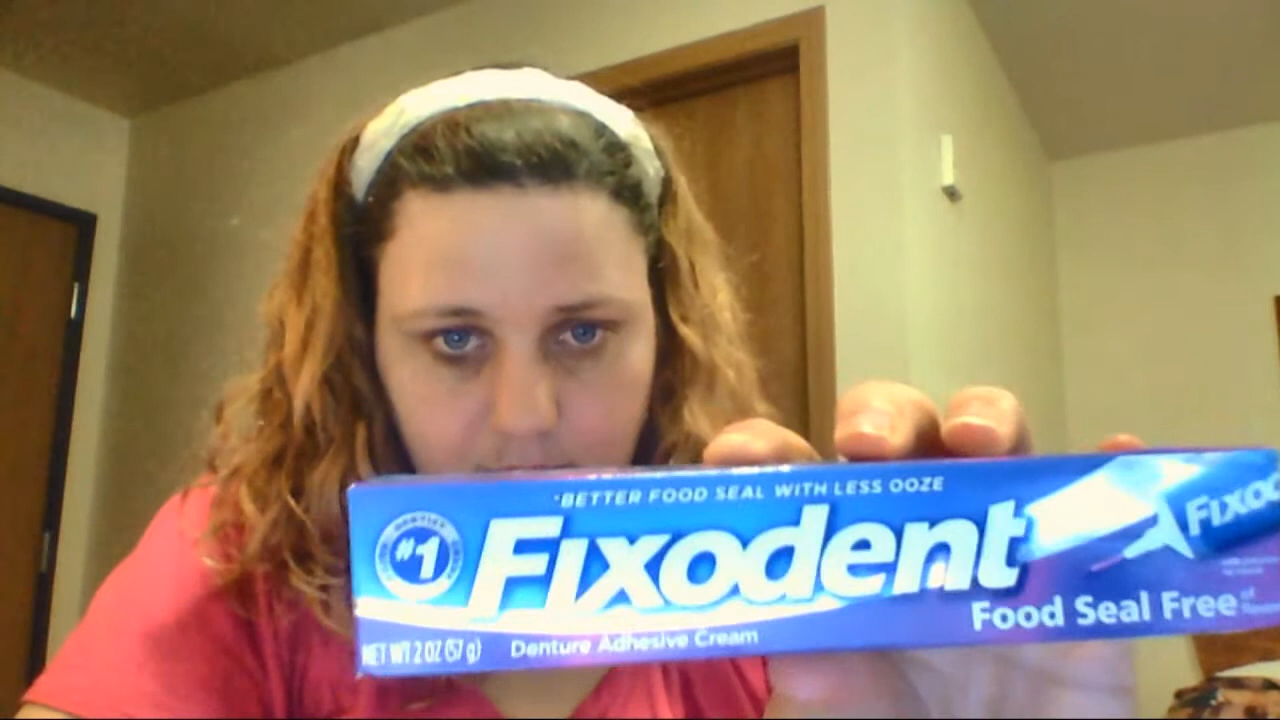 *BETTER FOOD SEAL WITH LESS OOZE
#1
Fixodent
Fixod
Food Seal Free
NET WT 2 OZ (57 g)
Denture Adhesive Cream